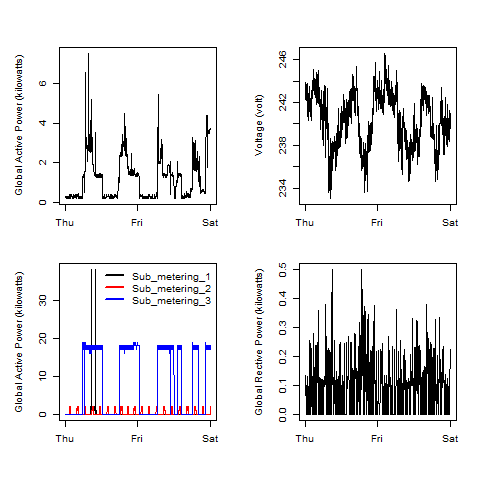 Global Active Power (kilowatts)
0 2 4 6
Thu Fri Sat
Voltage (volt)
234 238 242 246
Thu Fri Sat
Global Active Power (kilowatts)
0 10 20 30
Sub_metering_1
Sub_metering_2
Sub_metering_3
Thu Fri Sat
Global Rective Power (kilowatts)
0.0 0.1 0.2 0.3 0.4 0.5
Thu Fri Sat